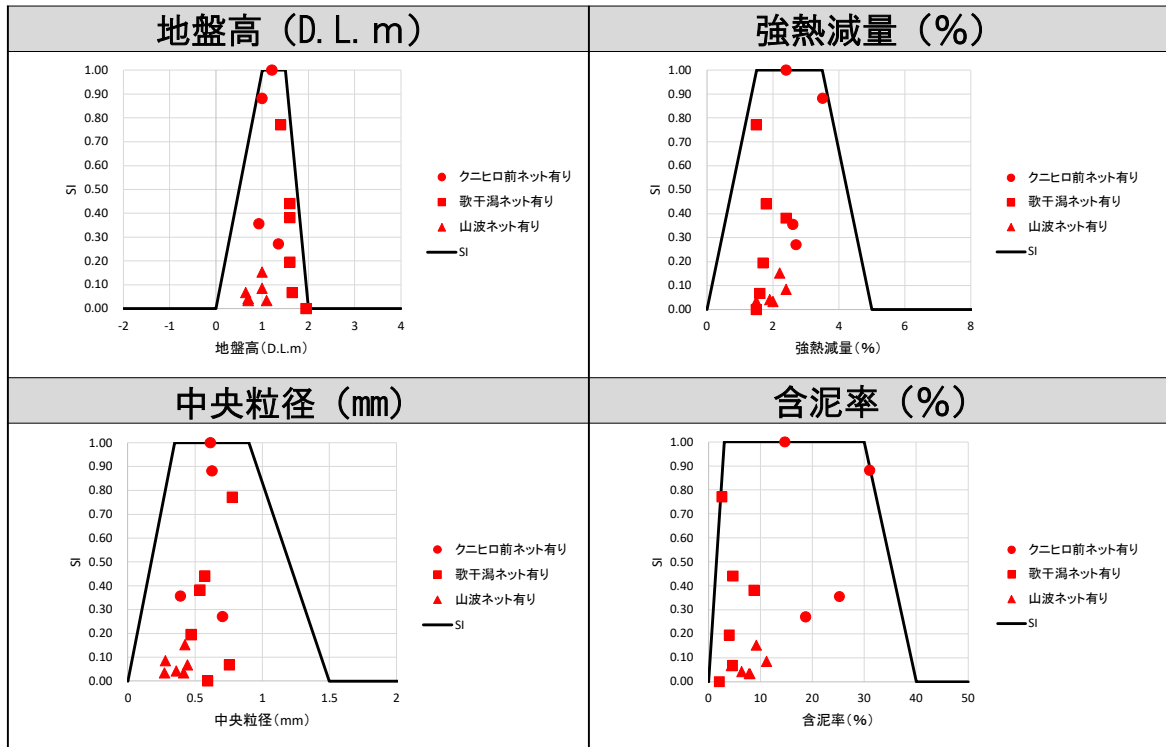 地盤高（D.L.m）
1.00
0.90
0.80
0.70
0.60
0.50
0.40
0.30
0.20
0.10
0.00
SI
-2 -1 0 1 2 3 4
地盤高(D.L.m)
クニヒロ前ネット有り
歌干潟ネット有り
山波ネット有り
SI
強熱減量（%）
1.00
0.90
0.80
0.70
0.60
0.50
0.40
0.30
0.20
0.10
0.00
SI
0 2 4 6 8
強熱減量(%)
クニヒロ前ネット有り
歌干潟ネット有り
山波ネット有り
SI
中央粒径（㎜）
1.00
0.90
0.80
0.70
0.60
0.50
0.40
0.30
0.20
0.10
0.00
SI
0 0.5 1 1.5 2
中央粒径(mm)
クニヒロ前ネット有り
歌干潟ネット有り
山波ネット有り
SI
含泥率（%）
1.00
0.90
0.80
0.70
0.60
0.50
0.40
0.30
0.20
0.10
0.00
SI
0 10 20 30 40 50
含泥率(%)
クニヒロ前ネット有り
歌干潟ネット有り
山波ネット有り
SI